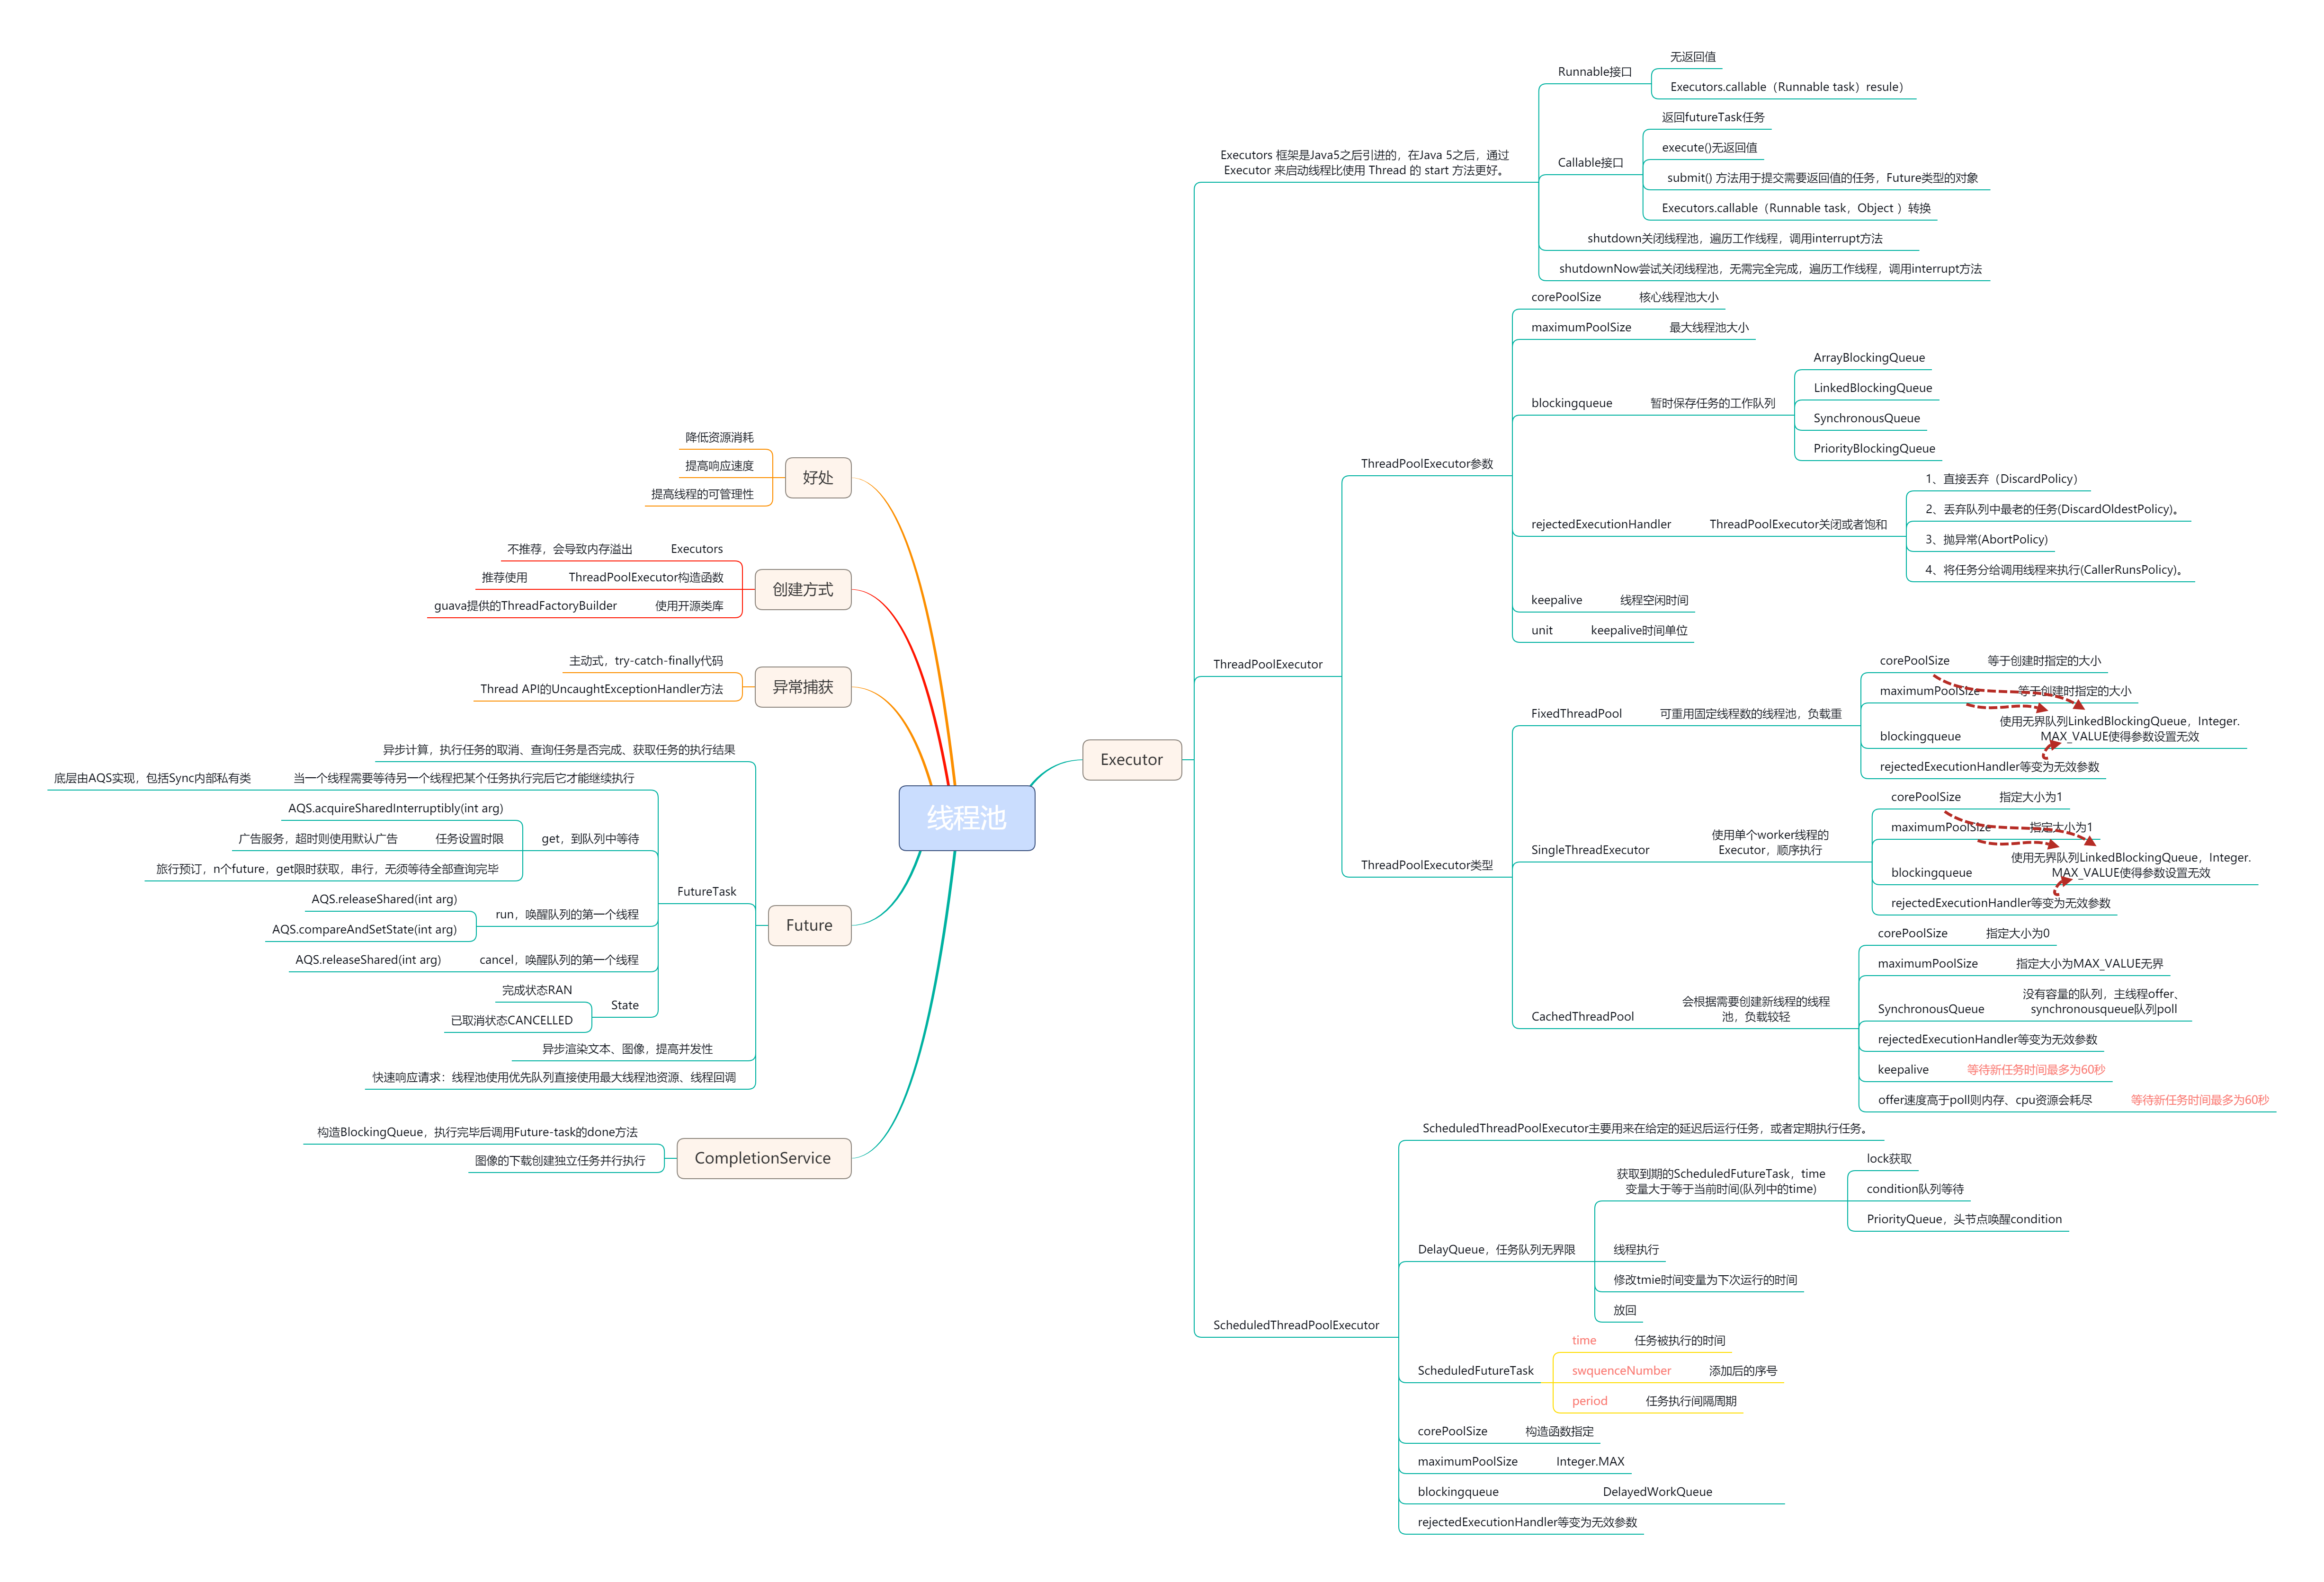 线程池
好处
降低资源消耗
提高响应速度
提高线程的可管理性
创建方式
Executors
不推荐，会导致内存溢出
ThreadPoolExecutor构造函数
推荐使用
使用开源类库
guava提供的ThreadFactoryBuilder
异常捕获
主动式，try-catch-finally代码
Thread API的UncaughtExceptionHandler方法
Future
异步计算，执行任务的取消、查询任务是否完成、获取任务的执行结果
FutureTask
当一个线程需要等待另一个线程把某个任务执行完后它才能继续执行
底层由AQS实现，包括Sync内部私有类
get，到队列中等待
AQS.acquireSharedInterruptibly(int arg)
任务设置时限
广告服务，超时则使用默认广告
旅行预订，n个future，get限时获取，串行，无须等待全部查询完毕
run，唤醒队列的第一个线程
AQS.releaseShared(int arg)
AQS.compareAndSetState(int arg)
cancel，唤醒队列的第一个线程
AQS.releaseShared(int arg)
State
完成状态RAN
已取消状态CANCELLED
异步渲染文本、图像，提高并发性
快速响应请求：线程池使用优先队列直接使用最大线程池资源、线程回调
CompletionService
构造BlockingQueue，执行完毕后调用Future-task的done方法
图像的下载创建独立任务并行执行
Executor
Executors 框架是Java5之后引进的，在Java 5之后，通过
Executor 来启动线程比使用 Thread 的 start 方法更好。
Runnable接口
无返回值
Executors.callable（Runnable task）resule）
Callable接口
返回futureTask任务
execute()无返回值
submit() 方法用于提交需要返回值的任务，Future类型的对象
Executors.callable（Runnable task，Object ）转换
shutdown关闭线程池，遍历工作线程，调用interrupt方法
shutdownNow尝试关闭线程池，无需完全完成，遍历工作线程，调用interrupt方法
ThreadPoolExecutor
ThreadPoolExecutor参数
corePoolSize
核心线程池大小
maximumPoolSize
最大线程池大小
blockingqueue
暂时保存任务的工作队列
ArrayBlockingQueue
LinkedBlockingQueue
SynchronousQueue
PriorityBlockingQueue
rejectedExecutionHandler
ThreadPoolExecutor关闭或者饱和
1、直接丢弃（DiscardPolicy）
2、丢弃队列中最老的任务(DiscardOldestPolicy)。
3、抛异常(AbortPolicy)
4、将任务分给调用线程来执行(CallerRunsPolicy)。
keepalive
线程空闲时间
unit
keepalive时间单位
ThreadPoolExecutor类型
FixedThreadPool
可重用固定线程数的线程池，负载重
corePoolSize
等于创建时指定的大小
maximumPoolSize
等于创建时指定的大小
blockingqueue
使用无界队列LinkedBlockingQueue，Integer.
MAX_VALUE使得参数设置无效
rejectedExecutionHandler等变为无效参数
SingleThreadExecutor
使用单个worker线程的
Executor，顺序执行
corePoolSize
指定大小为1
maximumPoolSize
指定大小为1
blockingqueue
使用无界队列LinkedBlockingQueue，Integer.
MAX_VALUE使得参数设置无效
rejectedExecutionHandler等变为无效参数
CachedThreadPool
会根据需要创建新线程的线程
池，负载较轻
corePoolSize
指定大小为0
maximumPoolSize
指定大小为MAX_VALUE无界
SynchronousQueue
没有容量的队列，主线程offer、
synchronousqueue队列poll
rejectedExecutionHandler等变为无效参数
keepalive
等待新任务时间最多为60秒
offer速度高于poll则内存、cpu资源会耗尽
等待新任务时间最多为60秒
ScheduledThreadPoolExecutor
ScheduledThreadPoolExecutor主要用来在给定的延迟后运行任务，或者定期执行任务。
DelayQueue，任务队列无界限
获取到期的ScheduledFutureTask，time
变量大于等于当前时间(队列中的time)
lock获取
condition队列等待
PriorityQueue，头节点唤醒condition
线程执行
修改tmie时间变量为下次运行的时间
放回
ScheduledFutureTask
time
任务被执行的时间
swquenceNumber
添加后的序号
period
任务执行间隔周期
corePoolSize
构造函数指定
maximumPoolSize
Integer.MAX
blockingqueue
DelayedWorkQueue
rejectedExecutionHandler等变为无效参数